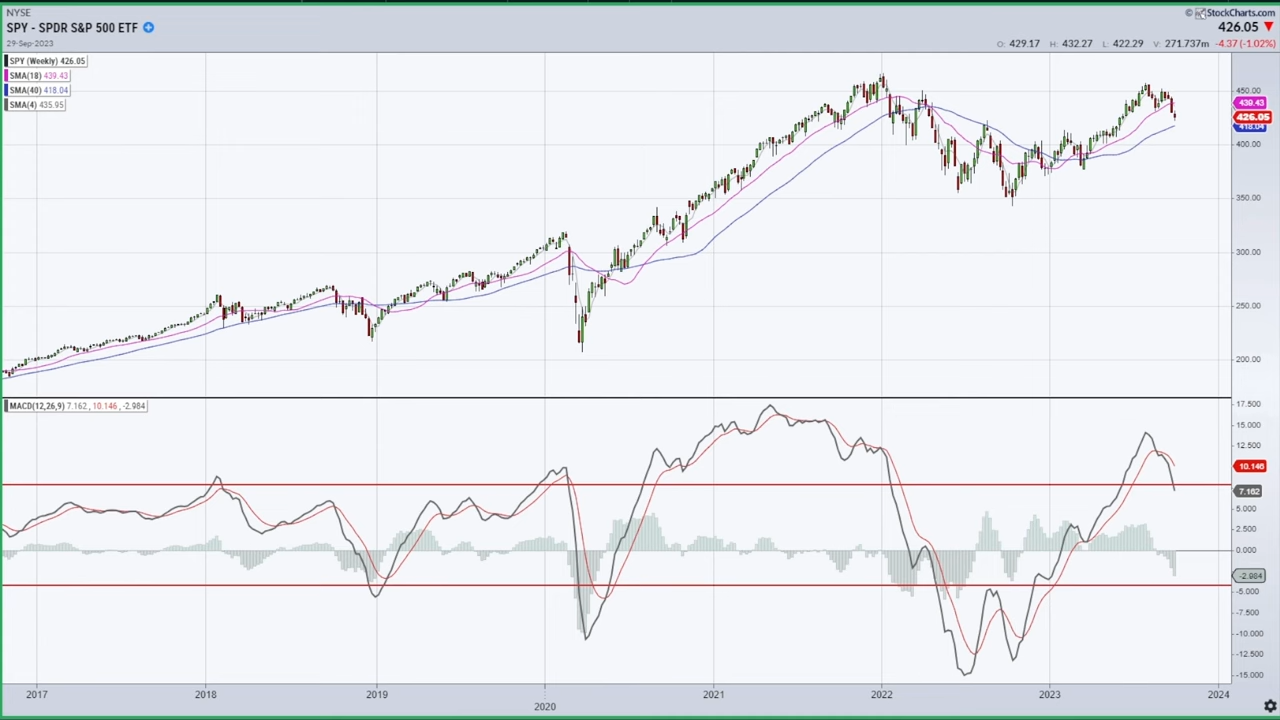 NYSE
© StockCharts.com
SPY - SPDR S&P 500 ETF
426.05
29-Sep-2023
O: 429.17 H: 432.27 L: 422.29 V: 271.737m -4.37 (-1.02%)
SPY (Weekly) 426.05
SMA(18) 439.43
SMA(40) 418.04
SMA(4) 435.95
450.00
439.43
426.05
418.04
400.00
350.00
300.00
250.00
200.00
MACD(12,26,9) 7.162, 10.146, -2.984
17.500
15.000
12.500
10.146
7.162
5.000
2.500
0.000
-2.984
-5.000
-7.500
-10.000
-12.500
-15.000
2017 2018 2019 2020 2021 2022 2023 2024